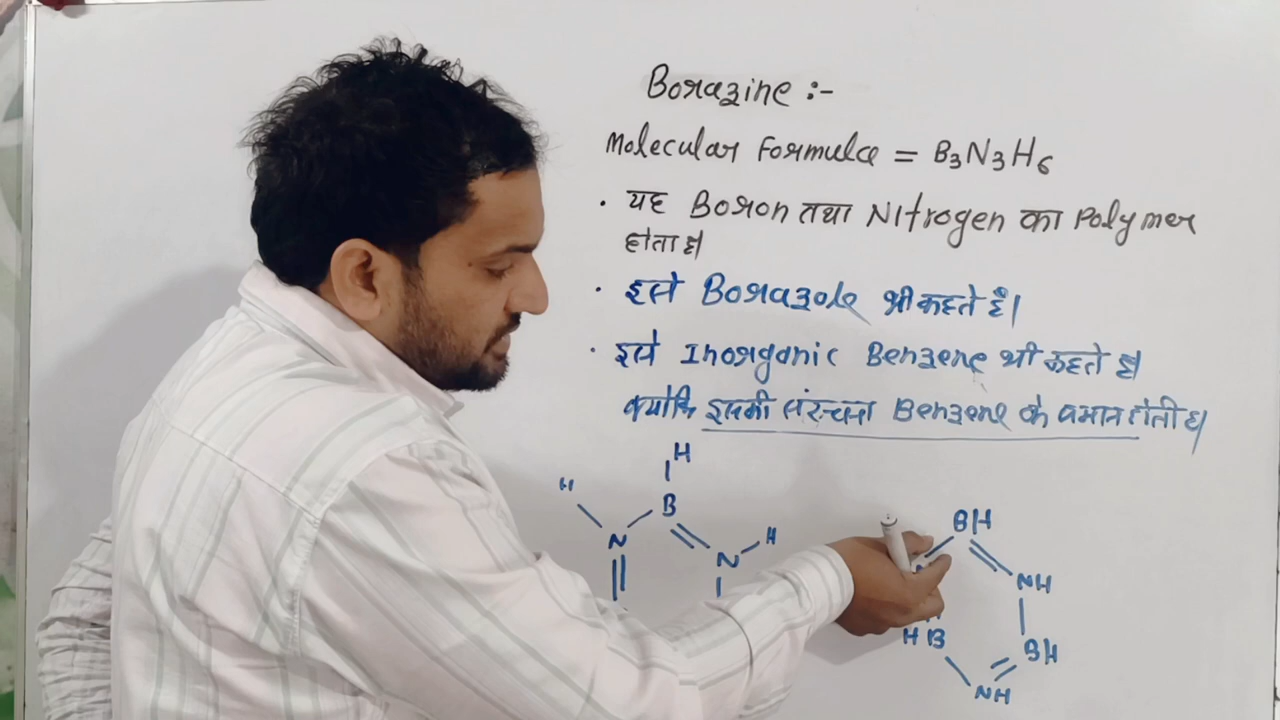 Borazine :-
Molecular Formula = B₃N₃H₆
· यह Boron तथा Nitrogen का Polymer
होता है।
· इसे Borazole भी कहते हैं।
· इसे Inorganic Benzene भी कहते है।
क्योंकि इसकी संरचना Benzene के समान होती है।
H
H B
N H
N
BH
NH
HB BH
NH